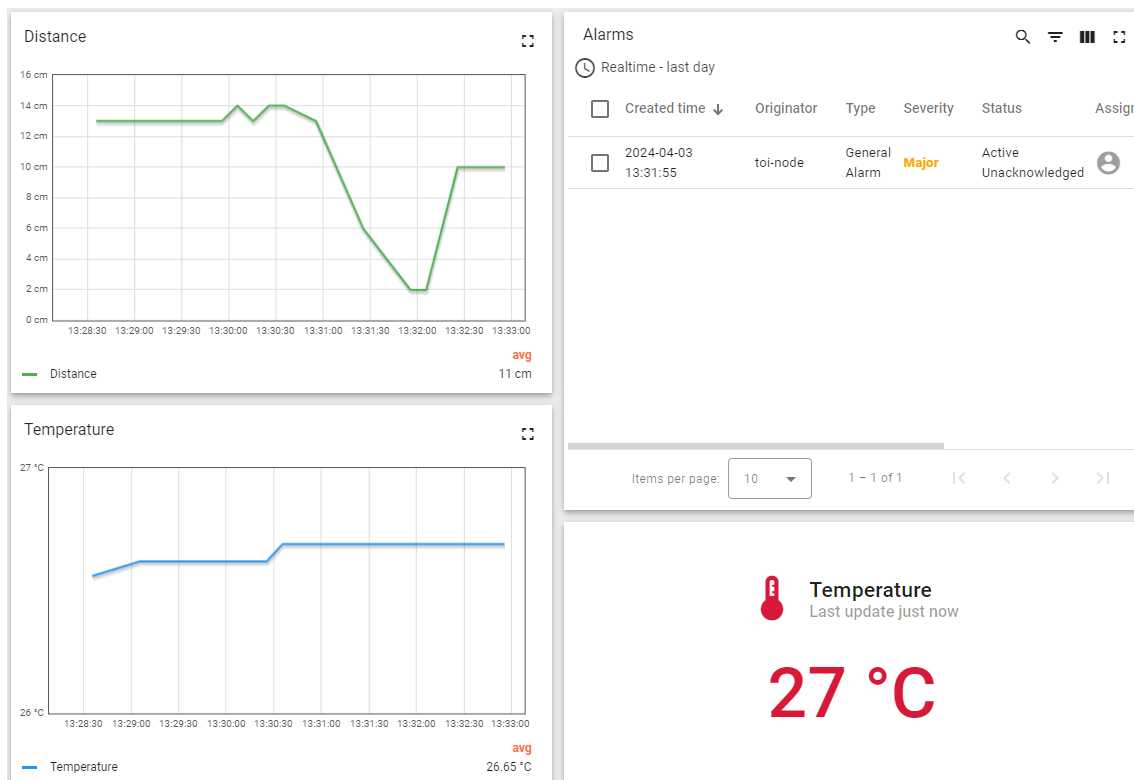 Distance
16 cm
14 cm
12 cm
10 cm
8 cm
6 cm
4 cm
2 cm
0 cm
13:28:30 13:29:00 13:29:30 13:30:00 13:30:30 13:31:00 13:31:30 13:32:00 13:32:30 13:33:00
avg
Distance 11 cm
Temperature
27 °C
26 °C
13:28:30 13:29:00 13:29:30 13:30:00 13:30:30 13:31:00 13:31:30 13:32:00 13:32:30 13:33:00
avg
Temperature 26.65 °C
Alarms
Realtime - last day
Created time Originator Type Severity Status Assigr
2024-04-03
13:31:55
toi-node
General
Alarm
Major
Active
Unacknowledged
Items per page: 10 1 – 1 of 1
Temperature
Last update just now
27 °C